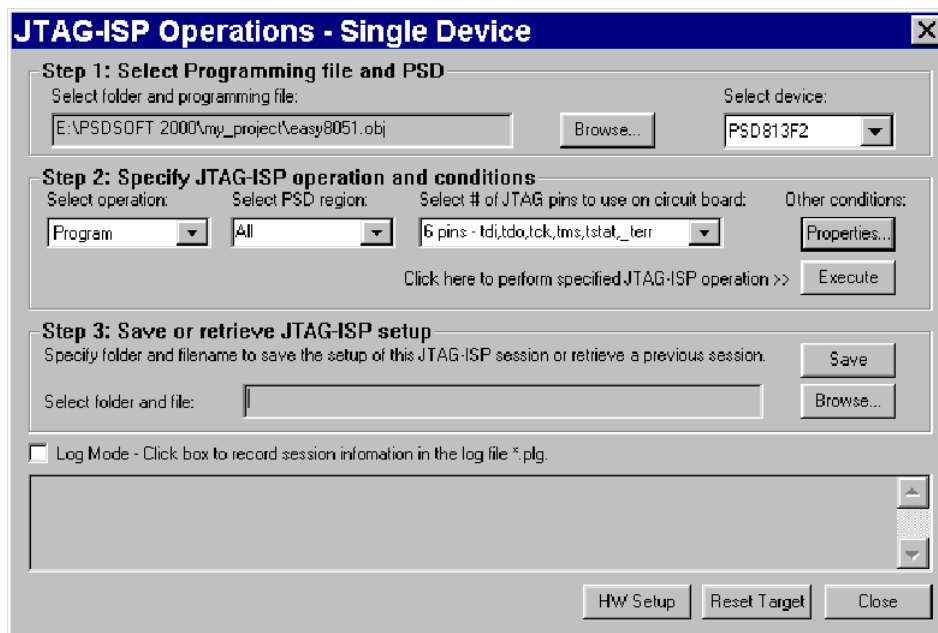 JTAG-ISP Operations - Single Device
Step 1: Select Programming file and PSD
Select folder and programming file:
Select device:
E:\PSDSOFT 2000\my_project\easy8051.obj
Browse...
PSD813F2
Step 2: Specify JTAG-ISP operation and conditions
Select operation:
Select PSD region:
Select # of JTAG pins to use on circuit board:
Other conditions:
Program
All
6 pins - tdi,tdo,tck,tms,tstat,_terr
Properties...
Click here to perform specified JTAG-ISP operation >>
Execute
Step 3: Save or retrieve JTAG-ISP setup
Specify folder and filename to save the setup of this JTAG-ISP session or retrieve a previous session.
Save
Select folder and file:
Browse...
Log Mode - Click box to record session infomation in the log file *.plg.
HW Setup
Reset Target
Close